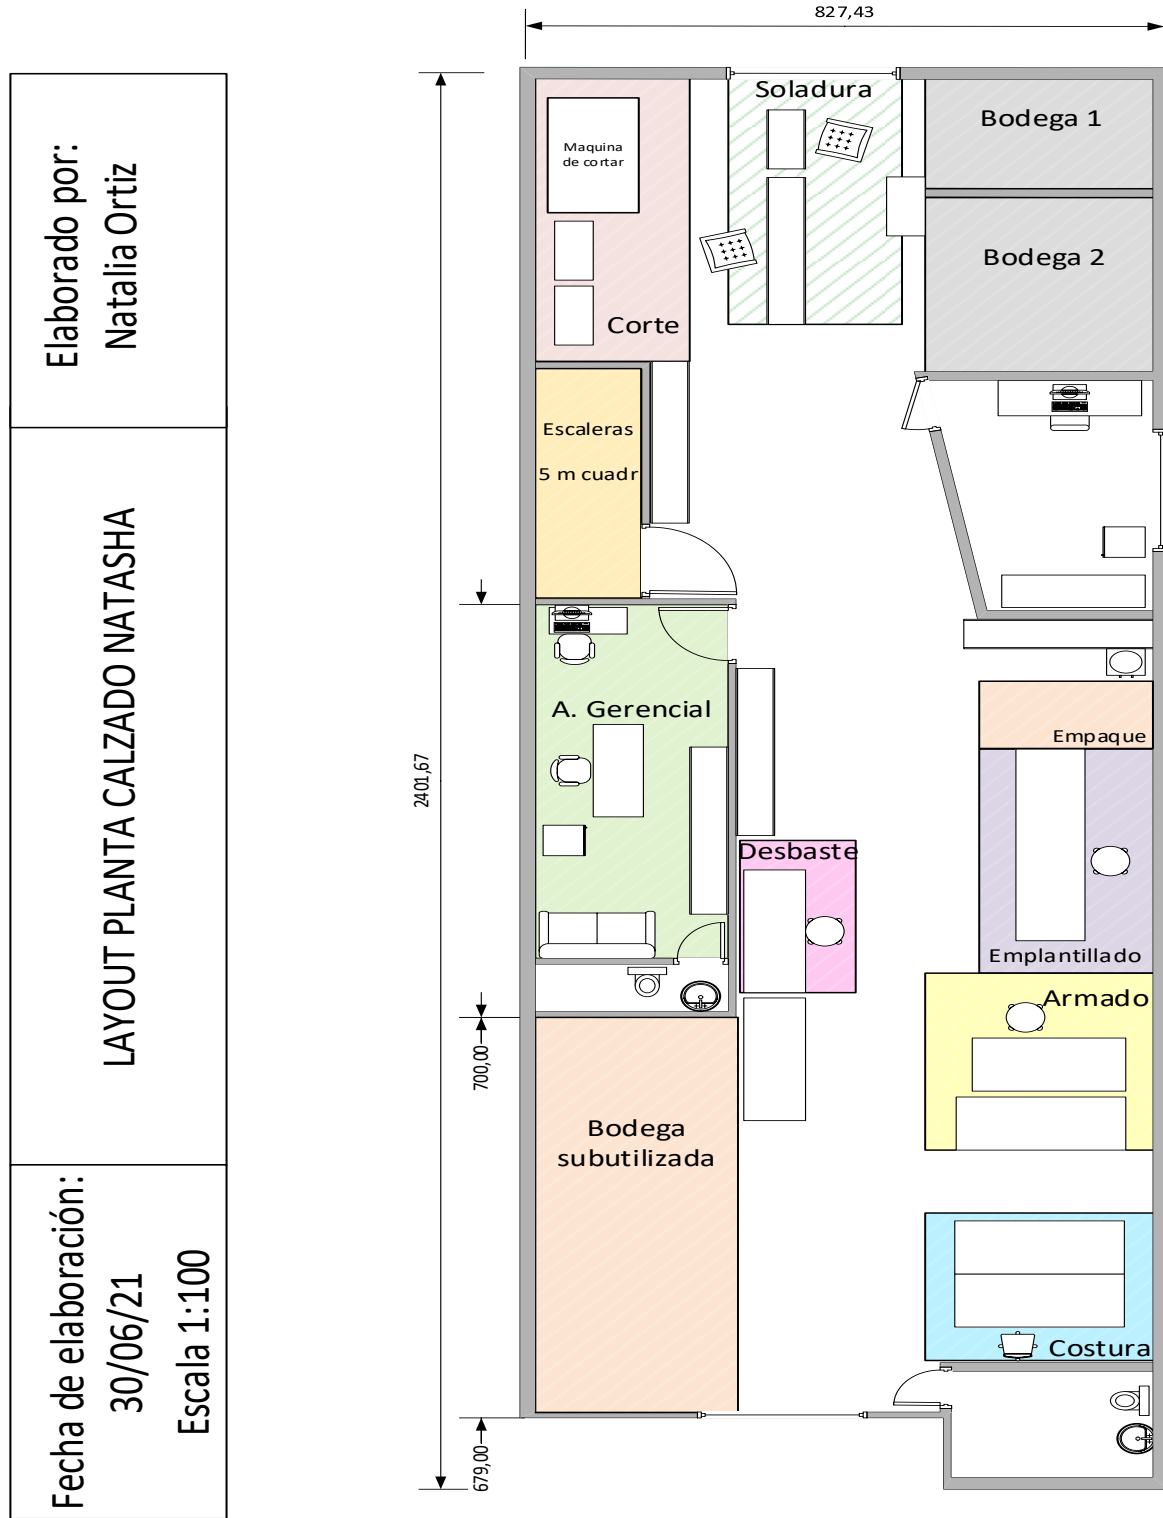 827,43
Elaborado por:
Natalia Ortiz
LAYOUT PLANTA CALZADO NATASHA
Fecha de elaboración:
30/06/21
Escala 1:100
2401,67
700,00
679,00
Soladura
Bodega 1
Maquina
de cortar
Bodega 2
Corte
Escaleras
5 m cuadr
A. Gerencial
Empaque
Desbaste
Emplantillado
Armado
Bodega
subutilizada
Costura